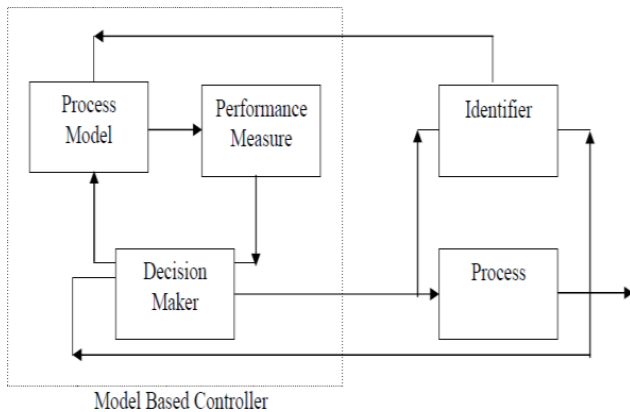 Process
Model
Performance
Measure
Identifier
Decision
Maker
Process
Model Based Controller